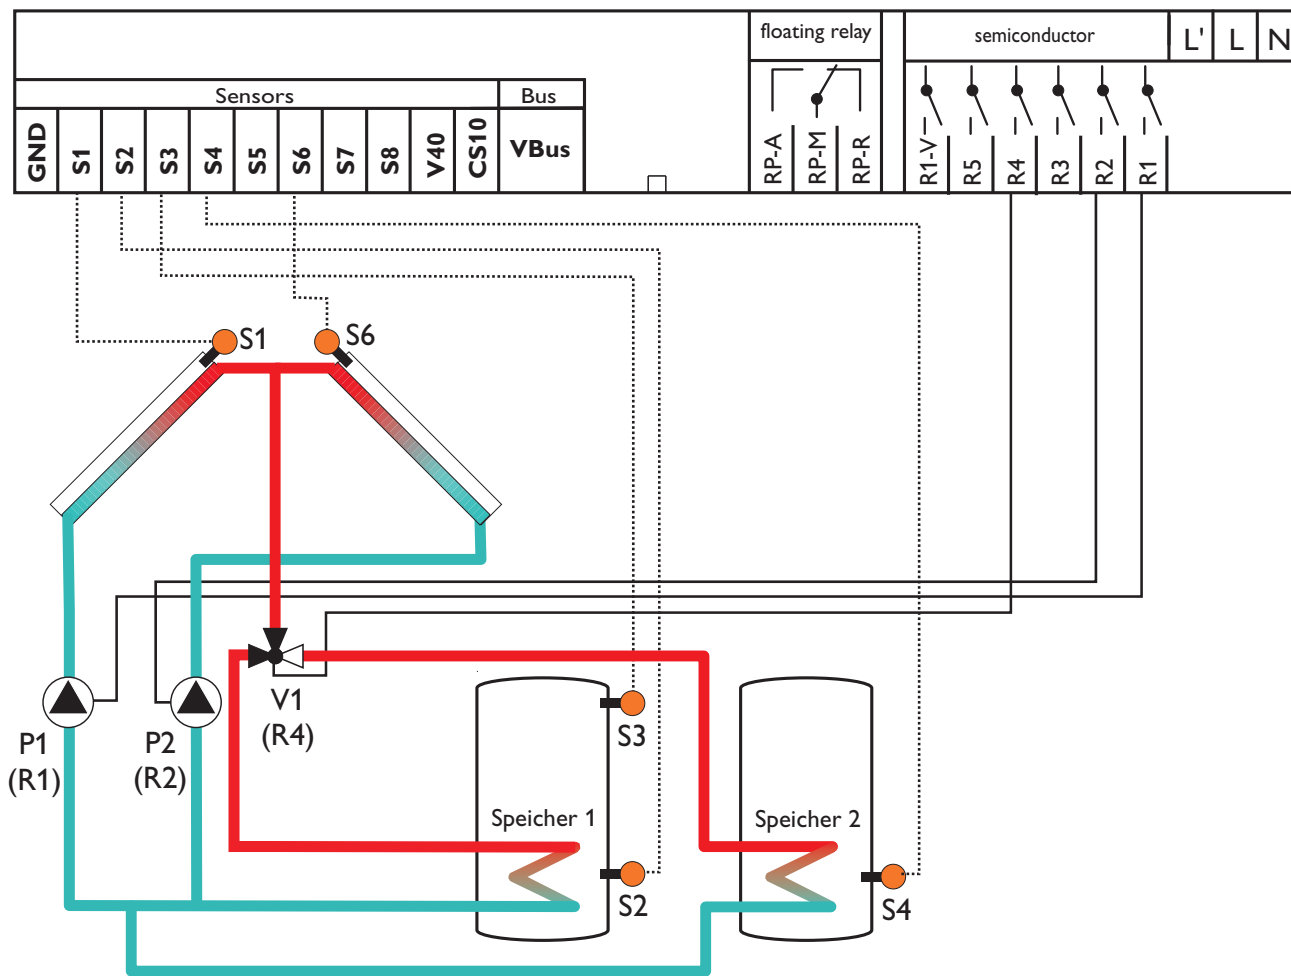 floating relay
semiconductor
L' L N
Sensors
Bus
GND S1 S2 S3 S4 S5 S6 S7 S8 V40 CS10 VBus
RP-A RP-M RP-R
R1-V R5 R4 R3 R2 R1
S1 S6
V1
(R4)
P1
(R1)
P2
(R2)
S3
Speicher 1
Speicher 2
S2
S4